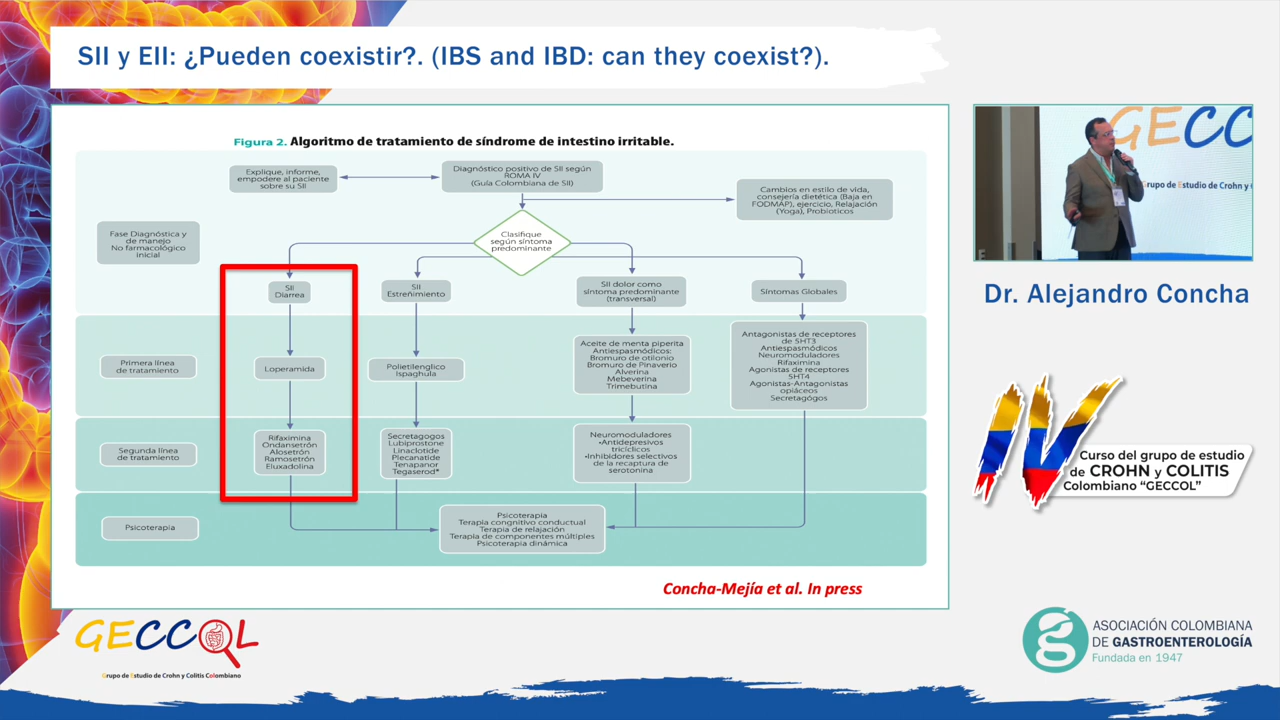 SII y EII: ¿Pueden coexistir?. (IBS and IBD: can they coexist?).
Figura 2. Algoritmo de tratamiento de síndrome de intestino irritable.
Explique, informe,
empodere al paciente
sobre su SII
Diagnóstico positivo de SII según
ROMA IV
(Guía Colombiana de SII)
Cambios en estilo de vida,
consejería dietética (Baja en
FODMAP), ejercicio, Relajación
(Yoga), Probioticos
Fase Diagnóstica y
de manejo
No farmacológico
Inicial
Clasifique
según síntoma
predominante
SII
Diarrea
SII
Estreñimiento
SII dolor como
síntoma predominante
(transversal)
Síntomas Globales
Primera línea
de tratamiento
Loperamida
Polietilenglico
Ispaghula
Aceite de menta piperita
Antiespasmódicos:
Bromuro de otilonio
Bromuro de Pinaverio
Alverina
Mebeverina
Trimebutina
Antagonistas de receptores
de 5HT3
Antiespasmódicos
Neuromoduladores
Rifaximina
Agonistas de receptores
5HT4
Agonistas-Antagonistas
opiáceos
Secretagógos
Segunda línea
de tratamiento
Rifaximina
Ondansetrón
Alosetrón
Ramosetrón
Eluxadolina
Secretagogos
Lubiprostone
Linaclotide
Plecanatide
Tenapanor
Tegaserod*
Neuromoduladores
•Antidepresivos
tricíclicos
•Inhibidores selectivos
de la recaptura de
serotonina
Psicoterapia
Psicoterapia
Terapia congnitivo conductual
Terapia de relajación
Terapia de componentes múltiples
Psicoterapia dinámica
Concha-Mejía et al. In press
GECC
Grupo de Estudio de Crohn y C
Dr. Alejandro Concha
IV
Curso del grupo de estudio
de CROHN y COLITIS
Colombiano “GECCOL”
GECCOL
Grupo de Estudio de Crohn y Colitis Colombiano
ASOCIACIÓN COLOMBIANA
DE GASTROENTEROLOGÍA
Fundada en 1947